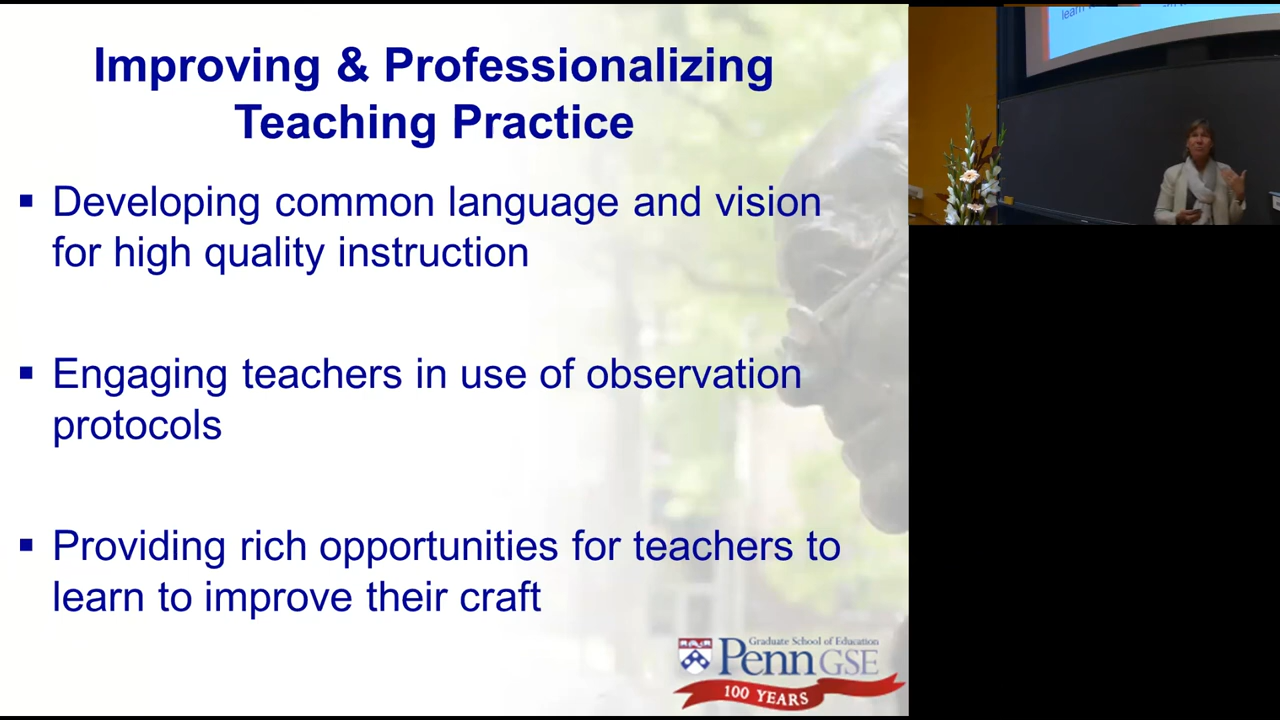 Improving & Professionalizing
Teaching Practice
▪ Developing common language and vision
for high quality instruction
▪ Engaging teachers in use of observation
protocols
▪ Providing rich opportunities for teachers to
learn to improve their craft
Graduate School of Education
Penn GSE
100 YEARS
learn